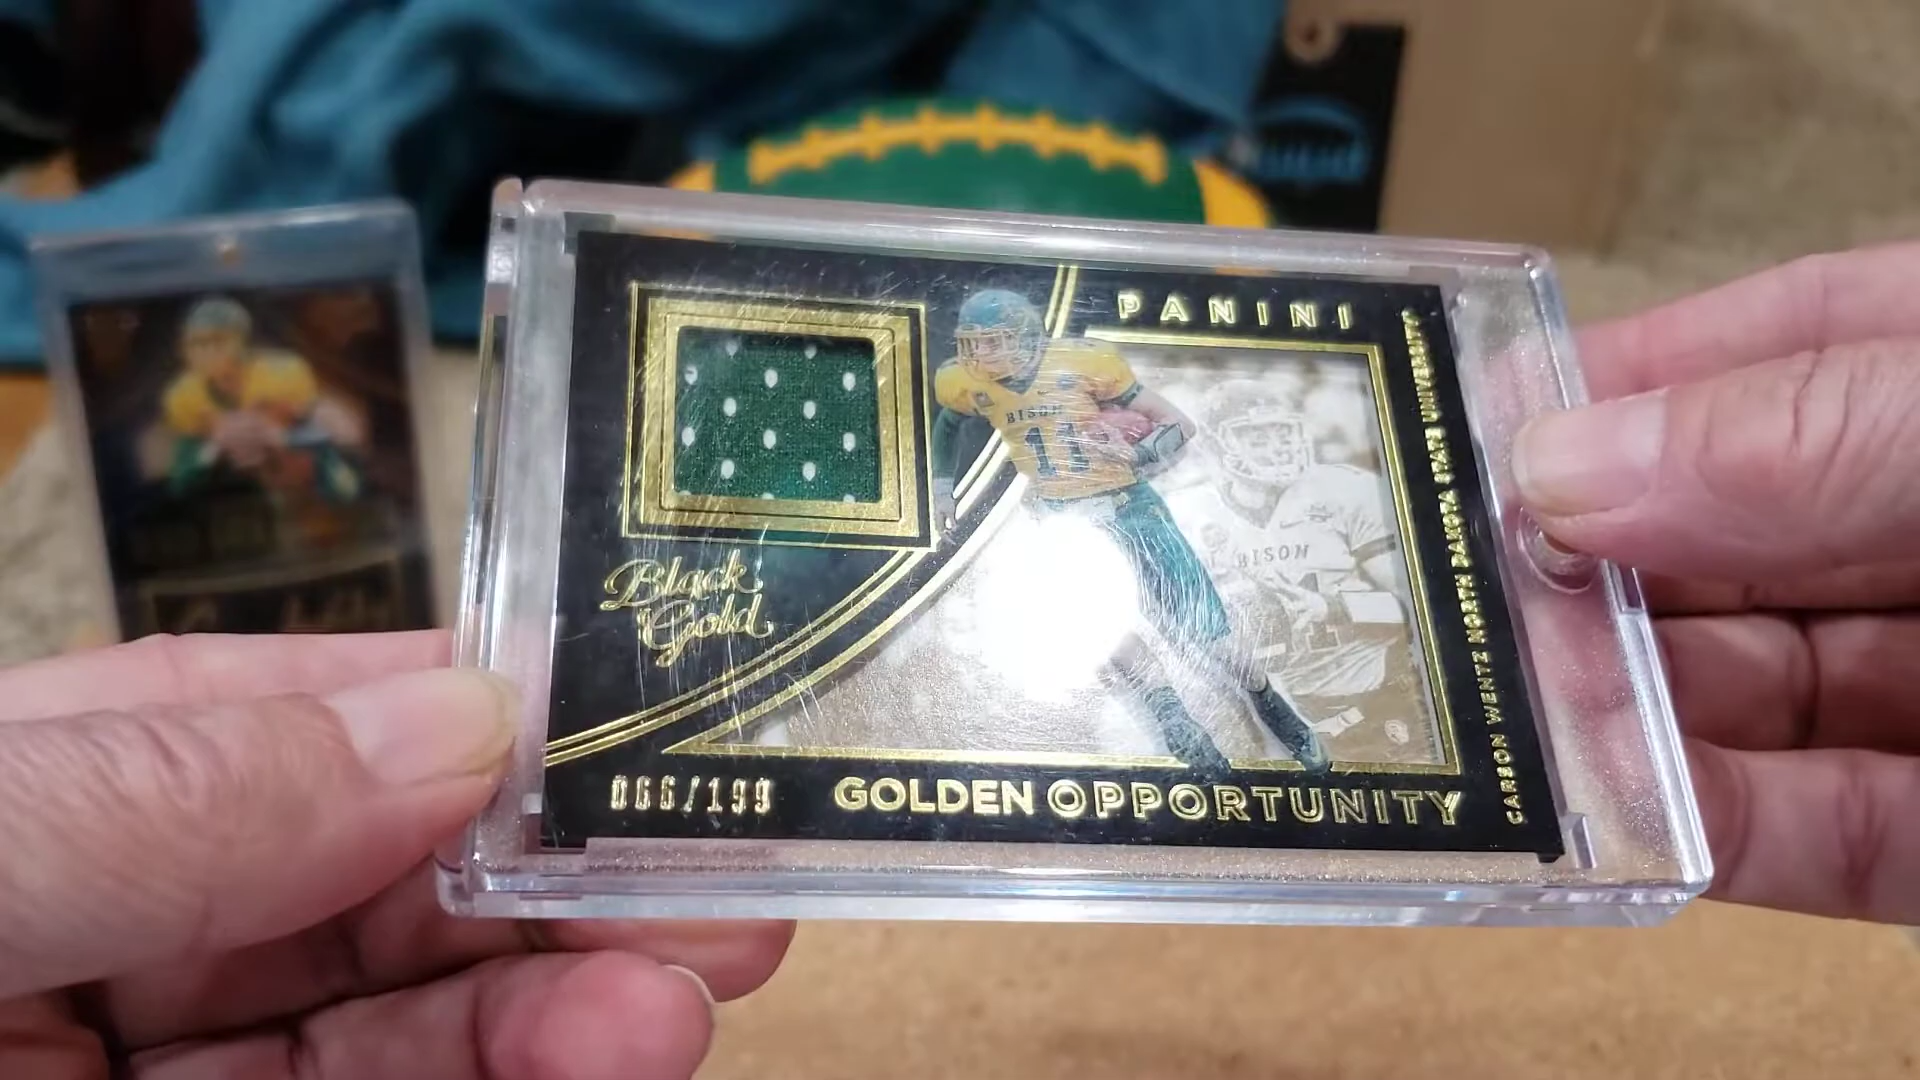 PANINI
BISON
11
BISON
Black
Gold
066/199
GOLDEN OPPORTUNITY
CARSON WENTZ NORTH DAKOTA STATE UNIVERSITY